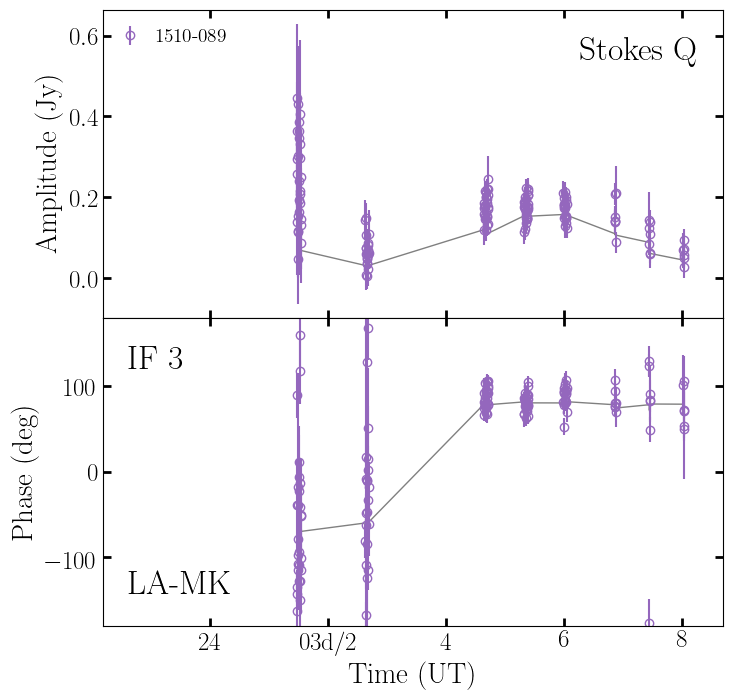 1510-089
Stokes Q
0.6
0.4
0.2
0.0
Amplitude (Jy)
IF 3
100
0
−100
Phase (deg)
LA-MK
24 03d/2 4 6 8
Time (UT)